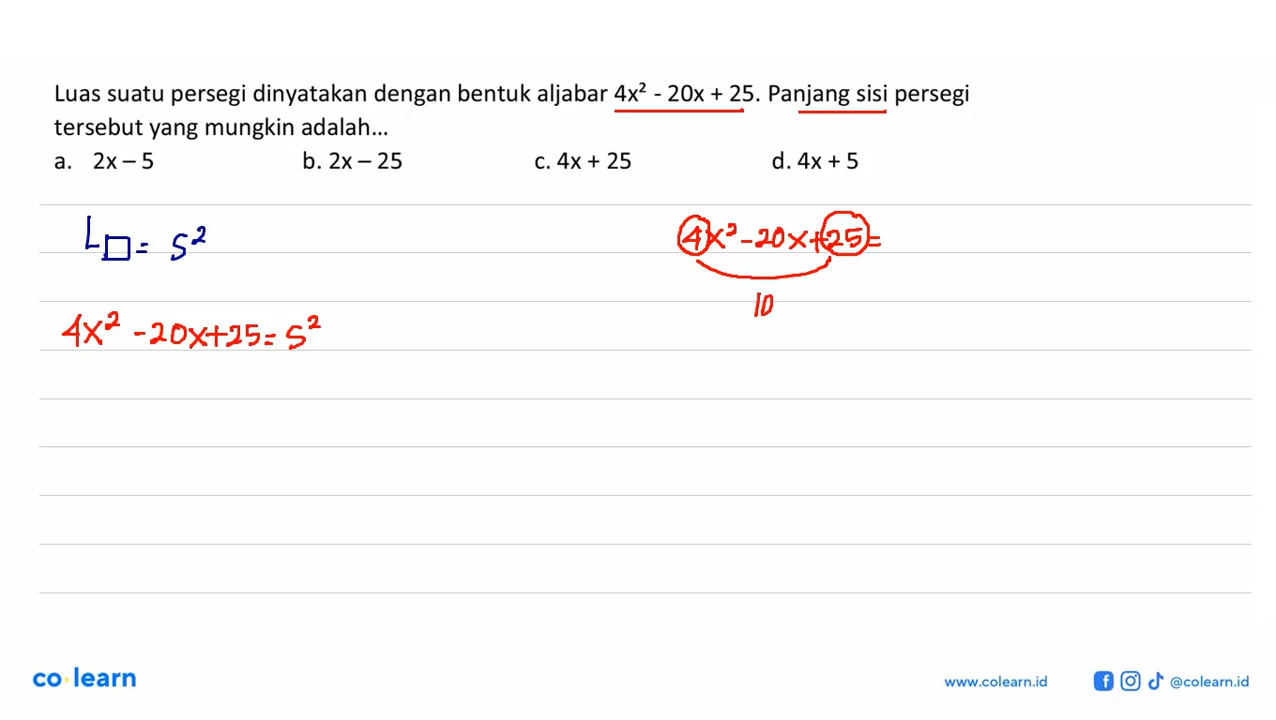 Luas suatu persegi dinyatakan dengan bentuk aljabar 4x² - 20x + 25. Panjang sisi persegi
tersebut yang mungkin adalah...
a. 2x – 5 b. 2x – 25 c. 4x + 25 d. 4x + 5
L□ = s²
4x² - 20x + 25 =
10
4x² - 20x + 25 = s²
co learn
www.colearn.id @colearn.id